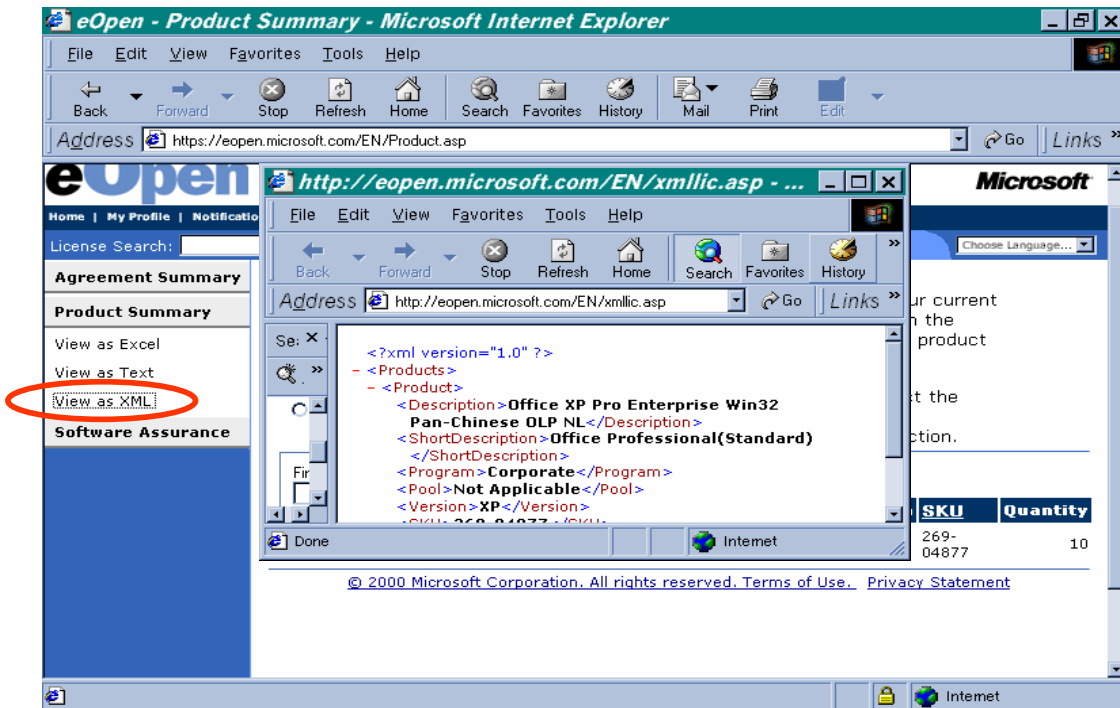 eOpen - Product Summary - Microsoft Internet Explorer
File Edit View Favorites Tools Help
Back Forward Stop Refresh Home Search Favorites History Mail Print Edit
Address https://eopen.microsoft.com/EN/Product.asp Go Links »
eOpen
Microsoft
Home | My Profile |
License Search:
Choose Language...
Agreement Summary
Product Summary
View as Excel
View as Text
View as XML
Software Assurance
http://eopen.microsoft.com/EN/xmllic.asp - ...
File Edit View Favorites Tools Help
Back Forward Stop Refresh Home Search Favorites History »
Address http://eopen.microsoft.com/EN/xmllic.asp Go Links »
<?xml version="1.0" ?>
- <Products>
- <Product>
<Description>Office XP Pro Enterprise Win32
Pan-Chinese OLP NL</Description>
<ShortDescription>Office Professional(Standard)
</ShortDescription>
<Program>Corporate</Program>
<Pool>Not Applicable</Pool>
<Version>XP</Version>
<SKU>269-04877</SKU>
Done Internet
current
the
product
the
SKU Quantity
269-
04877 10
© 2000 Microsoft Corporation. All rights reserved. Terms of Use. Privacy Statement
Internet